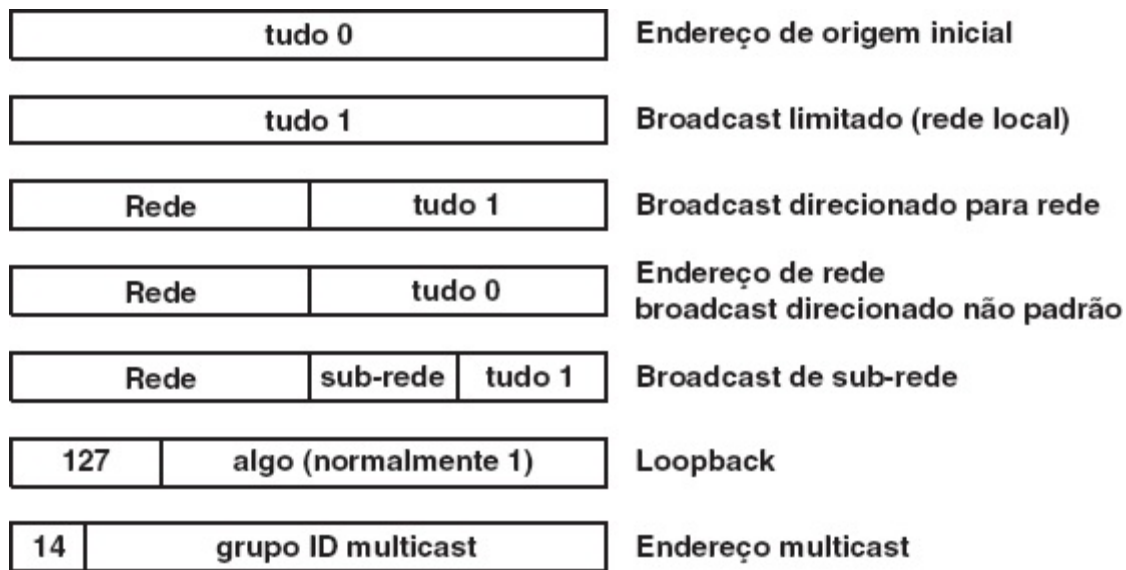 tudo 0 Endereço de origem inicial
tudo 1 Broadcast limitado (rede local)
Rede tudo 1 Broadcast direcionado para rede
Rede tudo 0 Endereço de rede
broadcast direcionado não padrão
Rede sub-rede tudo 1 Broadcast de sub-rede
127 algo (normalmente 1) Loopback
14 grupo ID multicast Endereço multicast